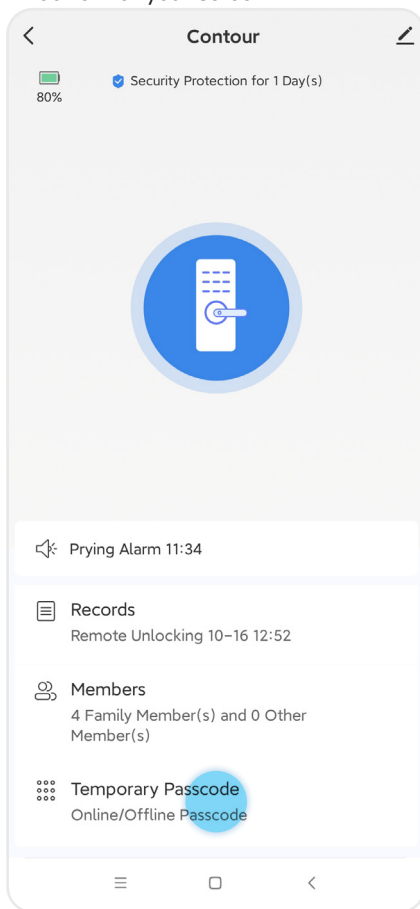 Contour
80%
Security Protection for 1 Day(s)
Prying Alarm 11:34
Records
Remote Unlocking 10-16 12:52
Members
4 Family Member(s) and 0 Other
Member(s)
Temporary Passcode
Online/Offline Passcode